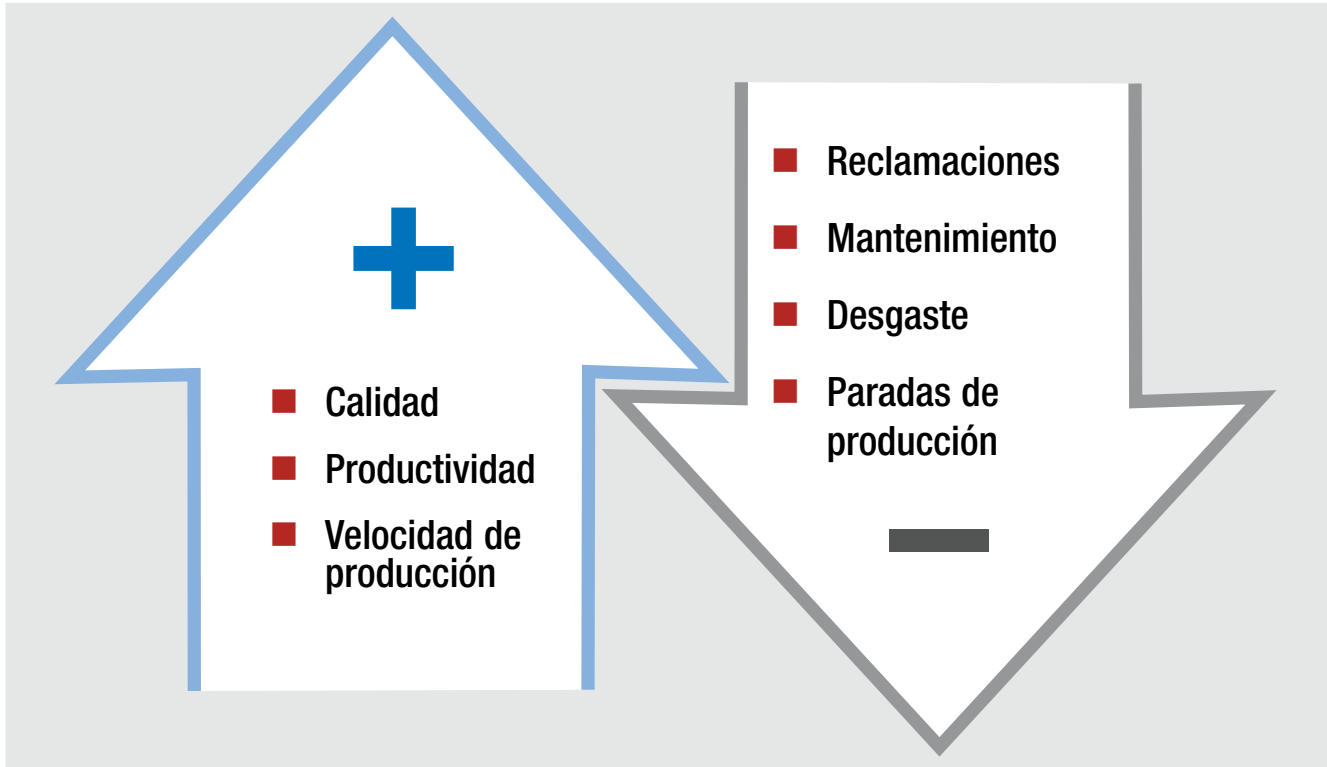 Calidad
Productividad
Velocidad de
producción
Reclamaciones
Mantenimiento
Desgaste
Paradas de
producción